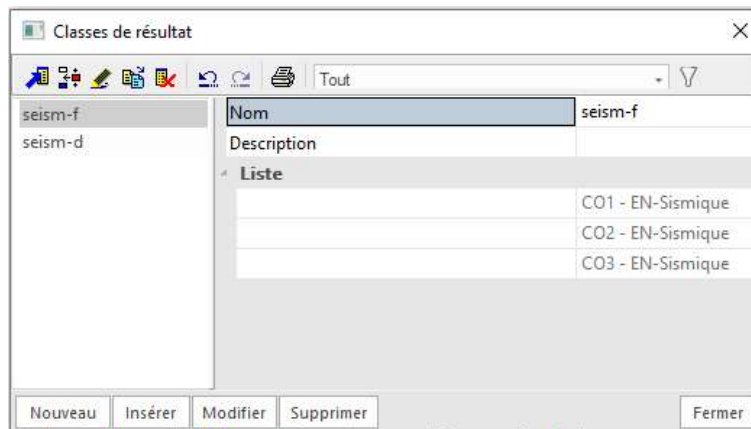 Classes de résultat
Tout
seism-f
seism-d
Nom seism-f
Description
Liste
CO1 - EN-Sismique
CO2 - EN-Sismique
CO3 - EN-Sismique
Nouveau Insérer Modifier Supprimer Fermer